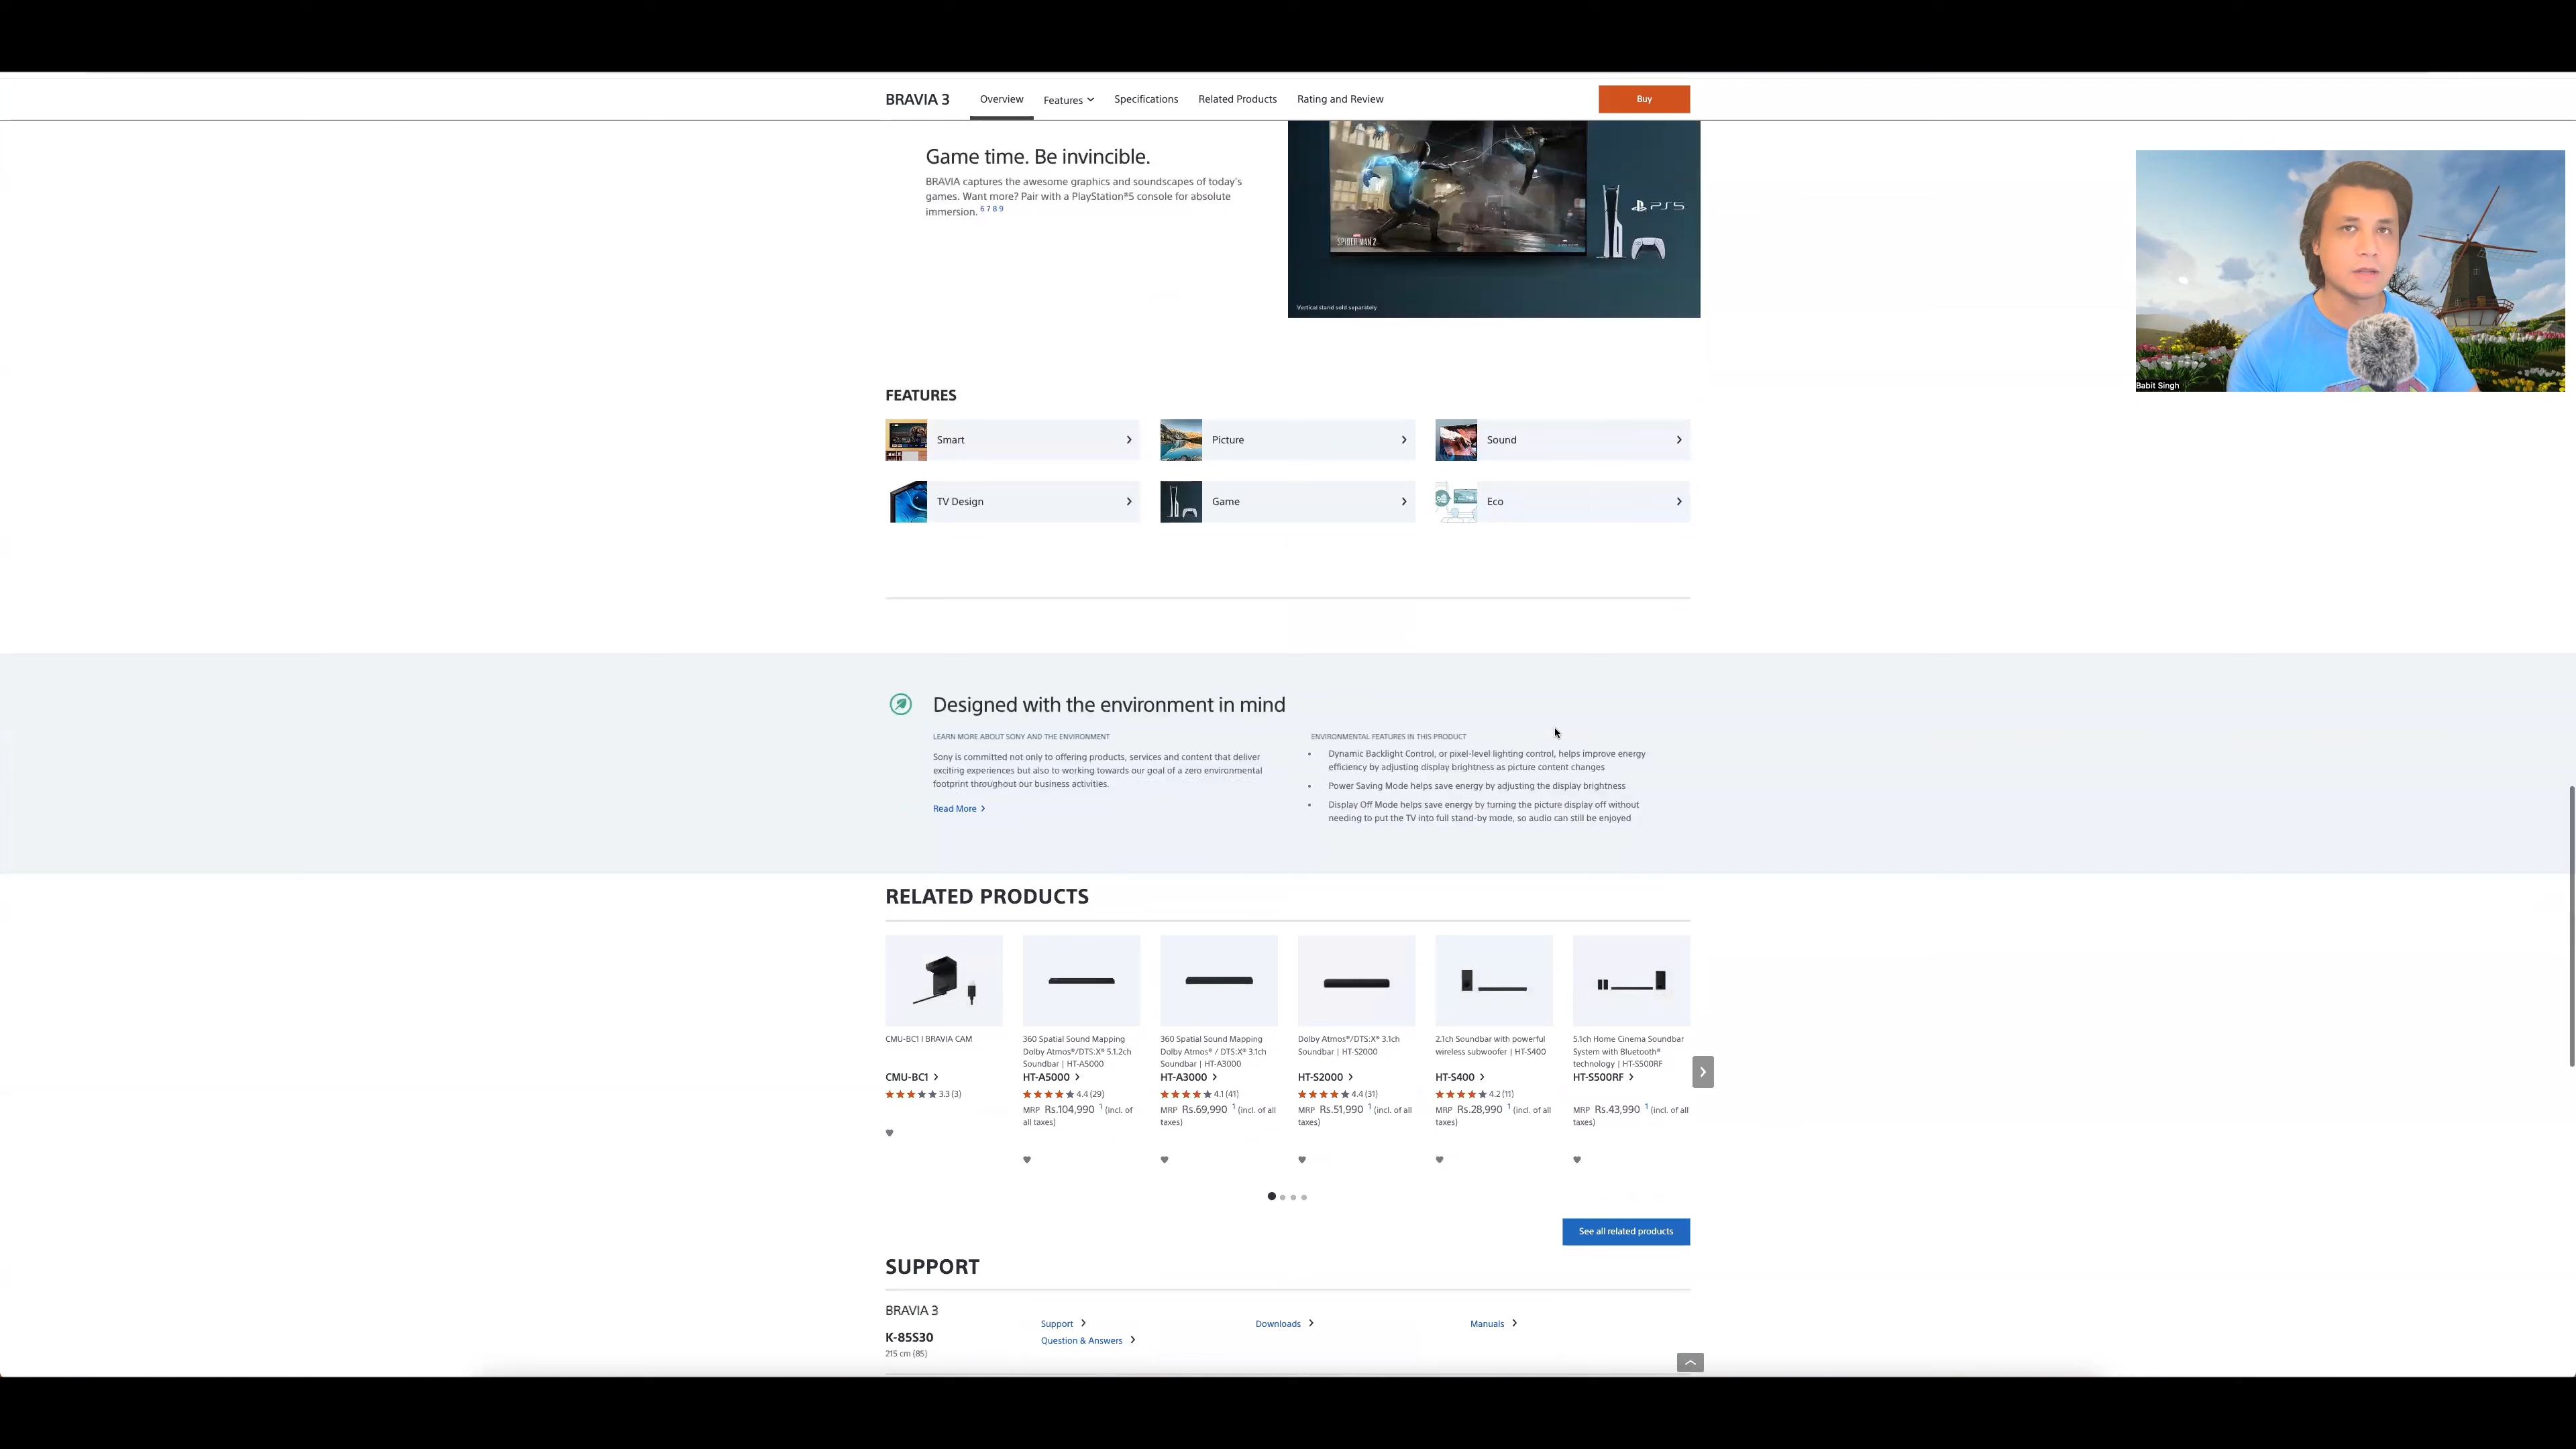 BRAVIA 3
Overview
Features
Specifications
Related Products
Rating and Review
Buy
Game time. Be invincible.
BRAVIA captures the awesome graphics and soundscapes of today's
games. Want more? Pair with a PlayStation®5 console for absolute
immersion. 6 7 8 9
SPIDER-MAN 2
PS5
Vertical stand sold separately
Babit Singh
FEATURES
Smart
Picture
Sound
TV Design
Game
Eco
Designed with the environment in mind
LEARN MORE ABOUT SONY AND THE ENVIRONMENT
Sony is committed not only to offering products, services and content that deliver
exciting experiences but also to working towards our goal of a zero environmental
footprint throughout our business activities.
Read More
ENVIRONMENTAL FEATURES IN THIS PRODUCT
• Dynamic Backlight Control, or pixel-level lighting control, helps improve energy
efficiency by adjusting display brightness as picture content changes
• Power Saving Mode helps save energy by adjusting the display brightness
• Display Off Mode helps save energy by turning the picture display off without
needing to put the TV into full stand-by mode, so audio can still be enjoyed
RELATED PRODUCTS
CMU-BC1 I BRAVIA CAM
CMU-BC1
3.3 (3)
360 Spatial Sound Mapping
Dolby Atmos®/DTS:X® 5.1.2ch
Soundbar | HT-A5000
HT-A5000
4.4 (29)
MRP Rs.104,990 1 (incl. of
all taxes)
360 Spatial Sound Mapping
Dolby Atmos® / DTS:X® 3.1ch
Soundbar | HT-A3000
HT-A3000
4.1 (41)
MRP Rs.69,990 1 (incl. of all
taxes)
Dolby Atmos®/DTS:X® 3.1ch
Soundbar | HT-S2000
HT-S2000
4.4 (31)
MRP Rs.51,990 1 (incl. of all
taxes)
2.1ch Soundbar with powerful
wireless subwoofer | HT-S400
HT-S400
4.2 (11)
MRP Rs.28,990 1 (incl. of all
taxes)
5.1ch Home Cinema Soundbar
System with Bluetooth®
technology | HT-S500RF
HT-S500RF
MRP Rs.43,990 1 (incl. of all
taxes)
See all related products
SUPPORT
BRAVIA 3
K-85S30
215 cm (85)
Support
Downloads
Manuals
Question & Answers